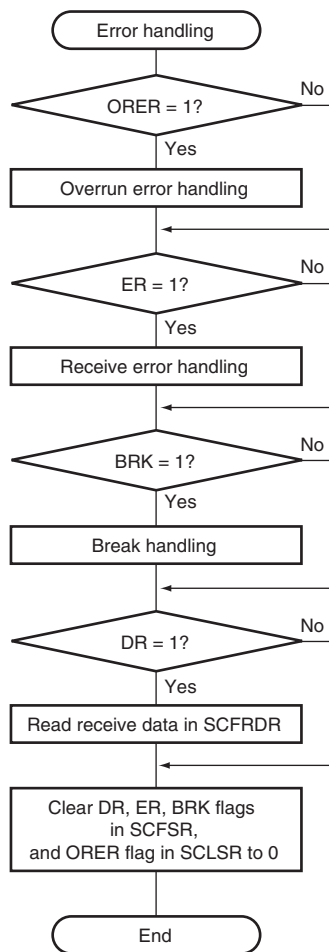 Error handling
No
ORER = 1?
Yes
Overrun error handling
No
ER = 1?
Yes
Receive error handling
No
BRK = 1?
Yes
Break handling
No
DR = 1?
Yes
Read receive data in SCFRDR
Clear DR, ER, BRK flags
in SCFSR,
and ORER flag in SCLSR to 0
End